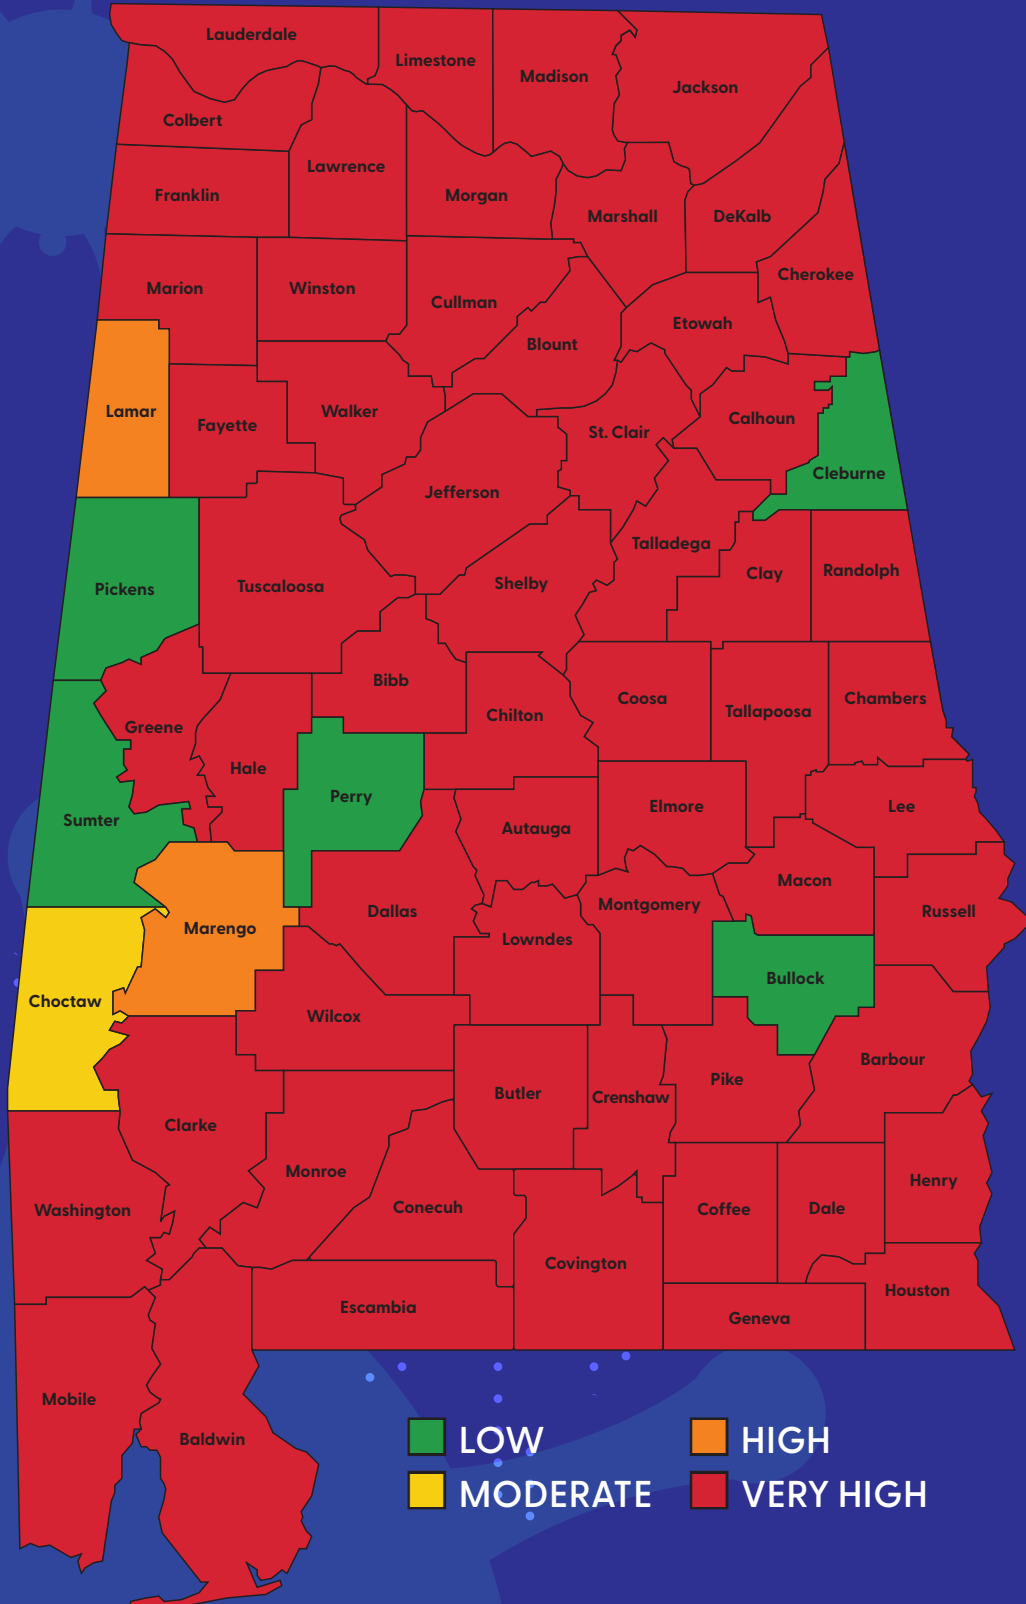 Lauderdale
Limestone
Madison
Jackson
Colbert
Lawrence
Franklin
Morgan
Marshall
DeKalb
Cherokee
Marion
Winston
Cullman
Etowah
Blount
Lamar
Fayette
Walker
St. Clair
Calhoun
Cleburne
Jefferson
Talladega
Pickens
Tuscaloosa
Shelby
Clay
Randolph
Bibb
Coosa
Tallapoosa
Chambers
Greene
Chilton
Hale
Perry
Elmore
Lee
Sumter
Autauga
Macon
Marengo
Dallas
Montgomery
Russell
Lowndes
Bullock
Choctaw
Wilcox
Barbour
Pike
Butler
Crenshaw
Clarke
Monroe
Henry
Washington
Conecuh
Coffee
Dale
Covington
Houston
Escambia
Geneva
Mobile
Baldwin
LOW
HIGH
MODERATE
VERY HIGH